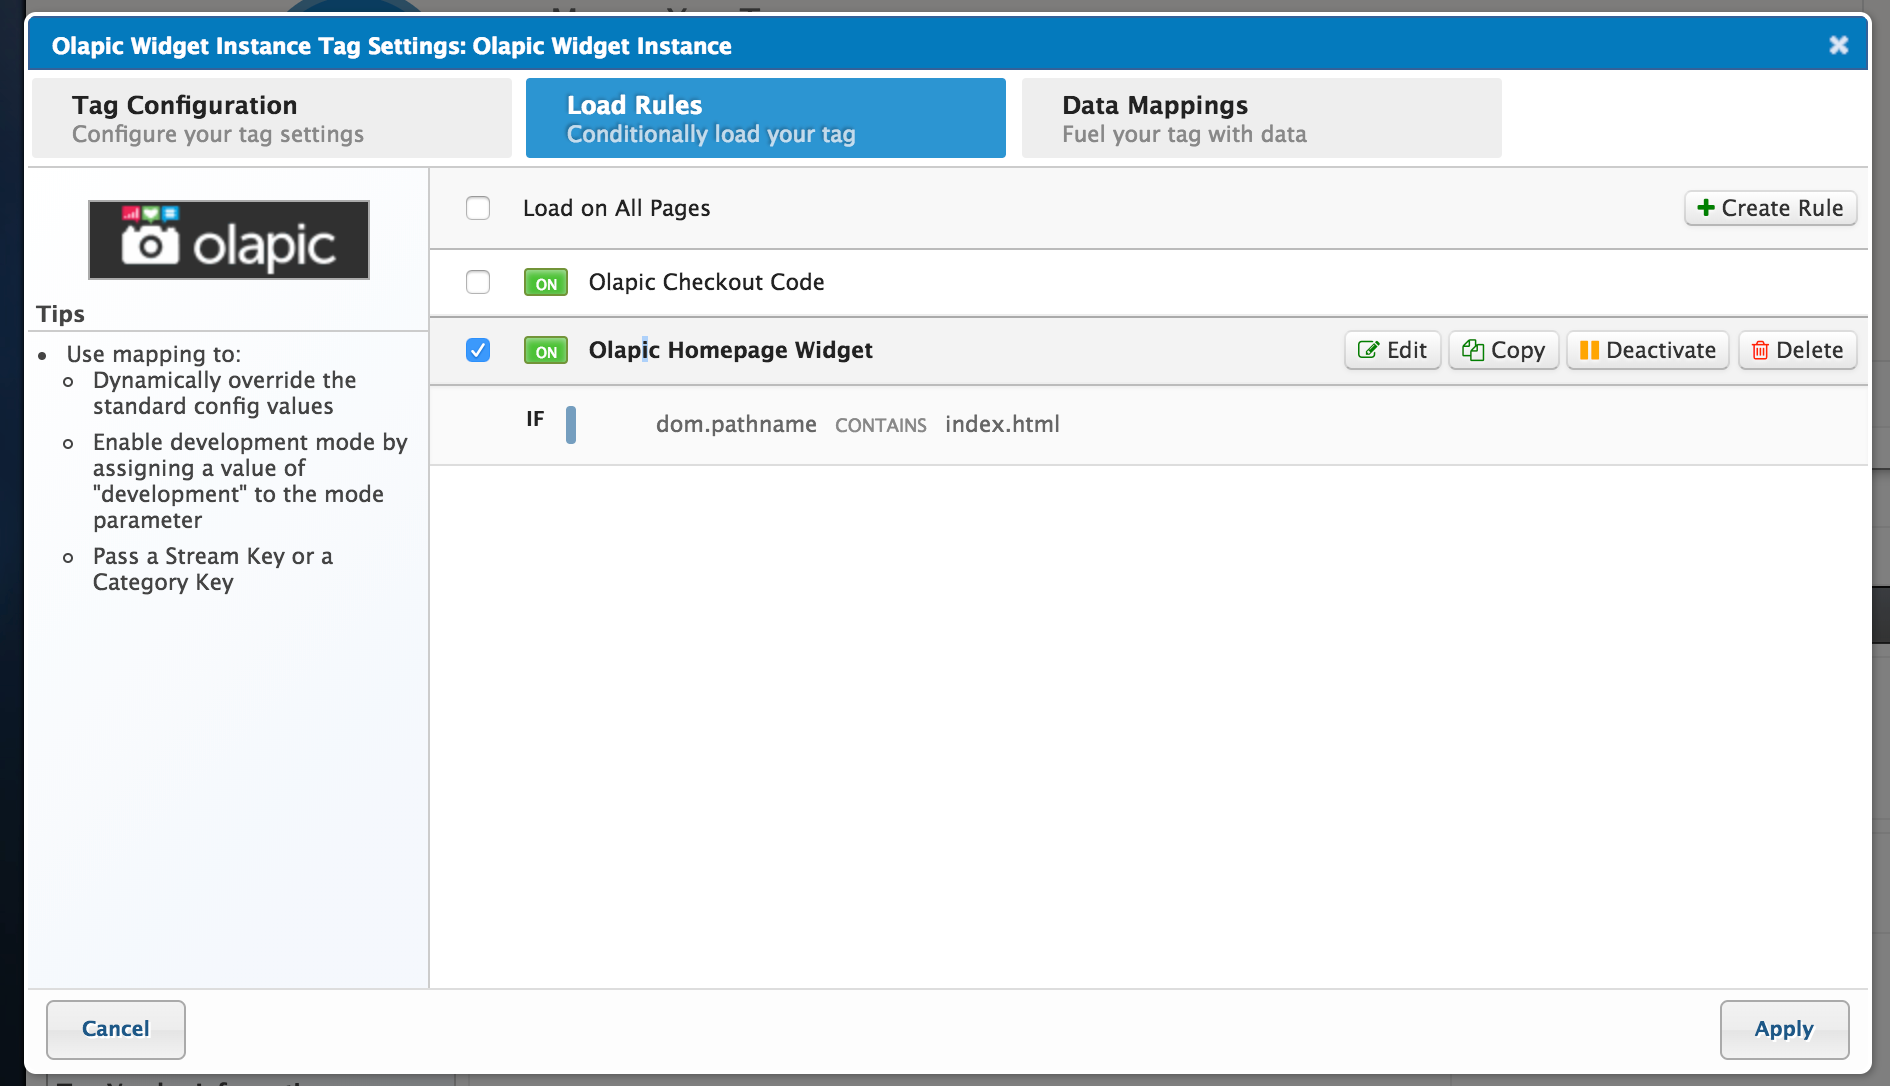 Olapic Widget Instance Tag Settings: Olapic Widget Instance
Tag Configuration
Configure your tag settings
Load Rules
Conditionally load your tag
Data Mappings
Fuel your tag with data
olapic
Tips
Use mapping to:
Dynamically override the
standard config values
Enable development mode by
assigning a value of
"development" to the mode
parameter
Pass a Stream Key or a
Category Key
Load on All Pages
Create Rule
ON Olapic Checkout Code
ON Olapic Homepage Widget
Edit Copy Deactivate Delete
IF dom.pathname CONTAINS index.html
Cancel
Apply